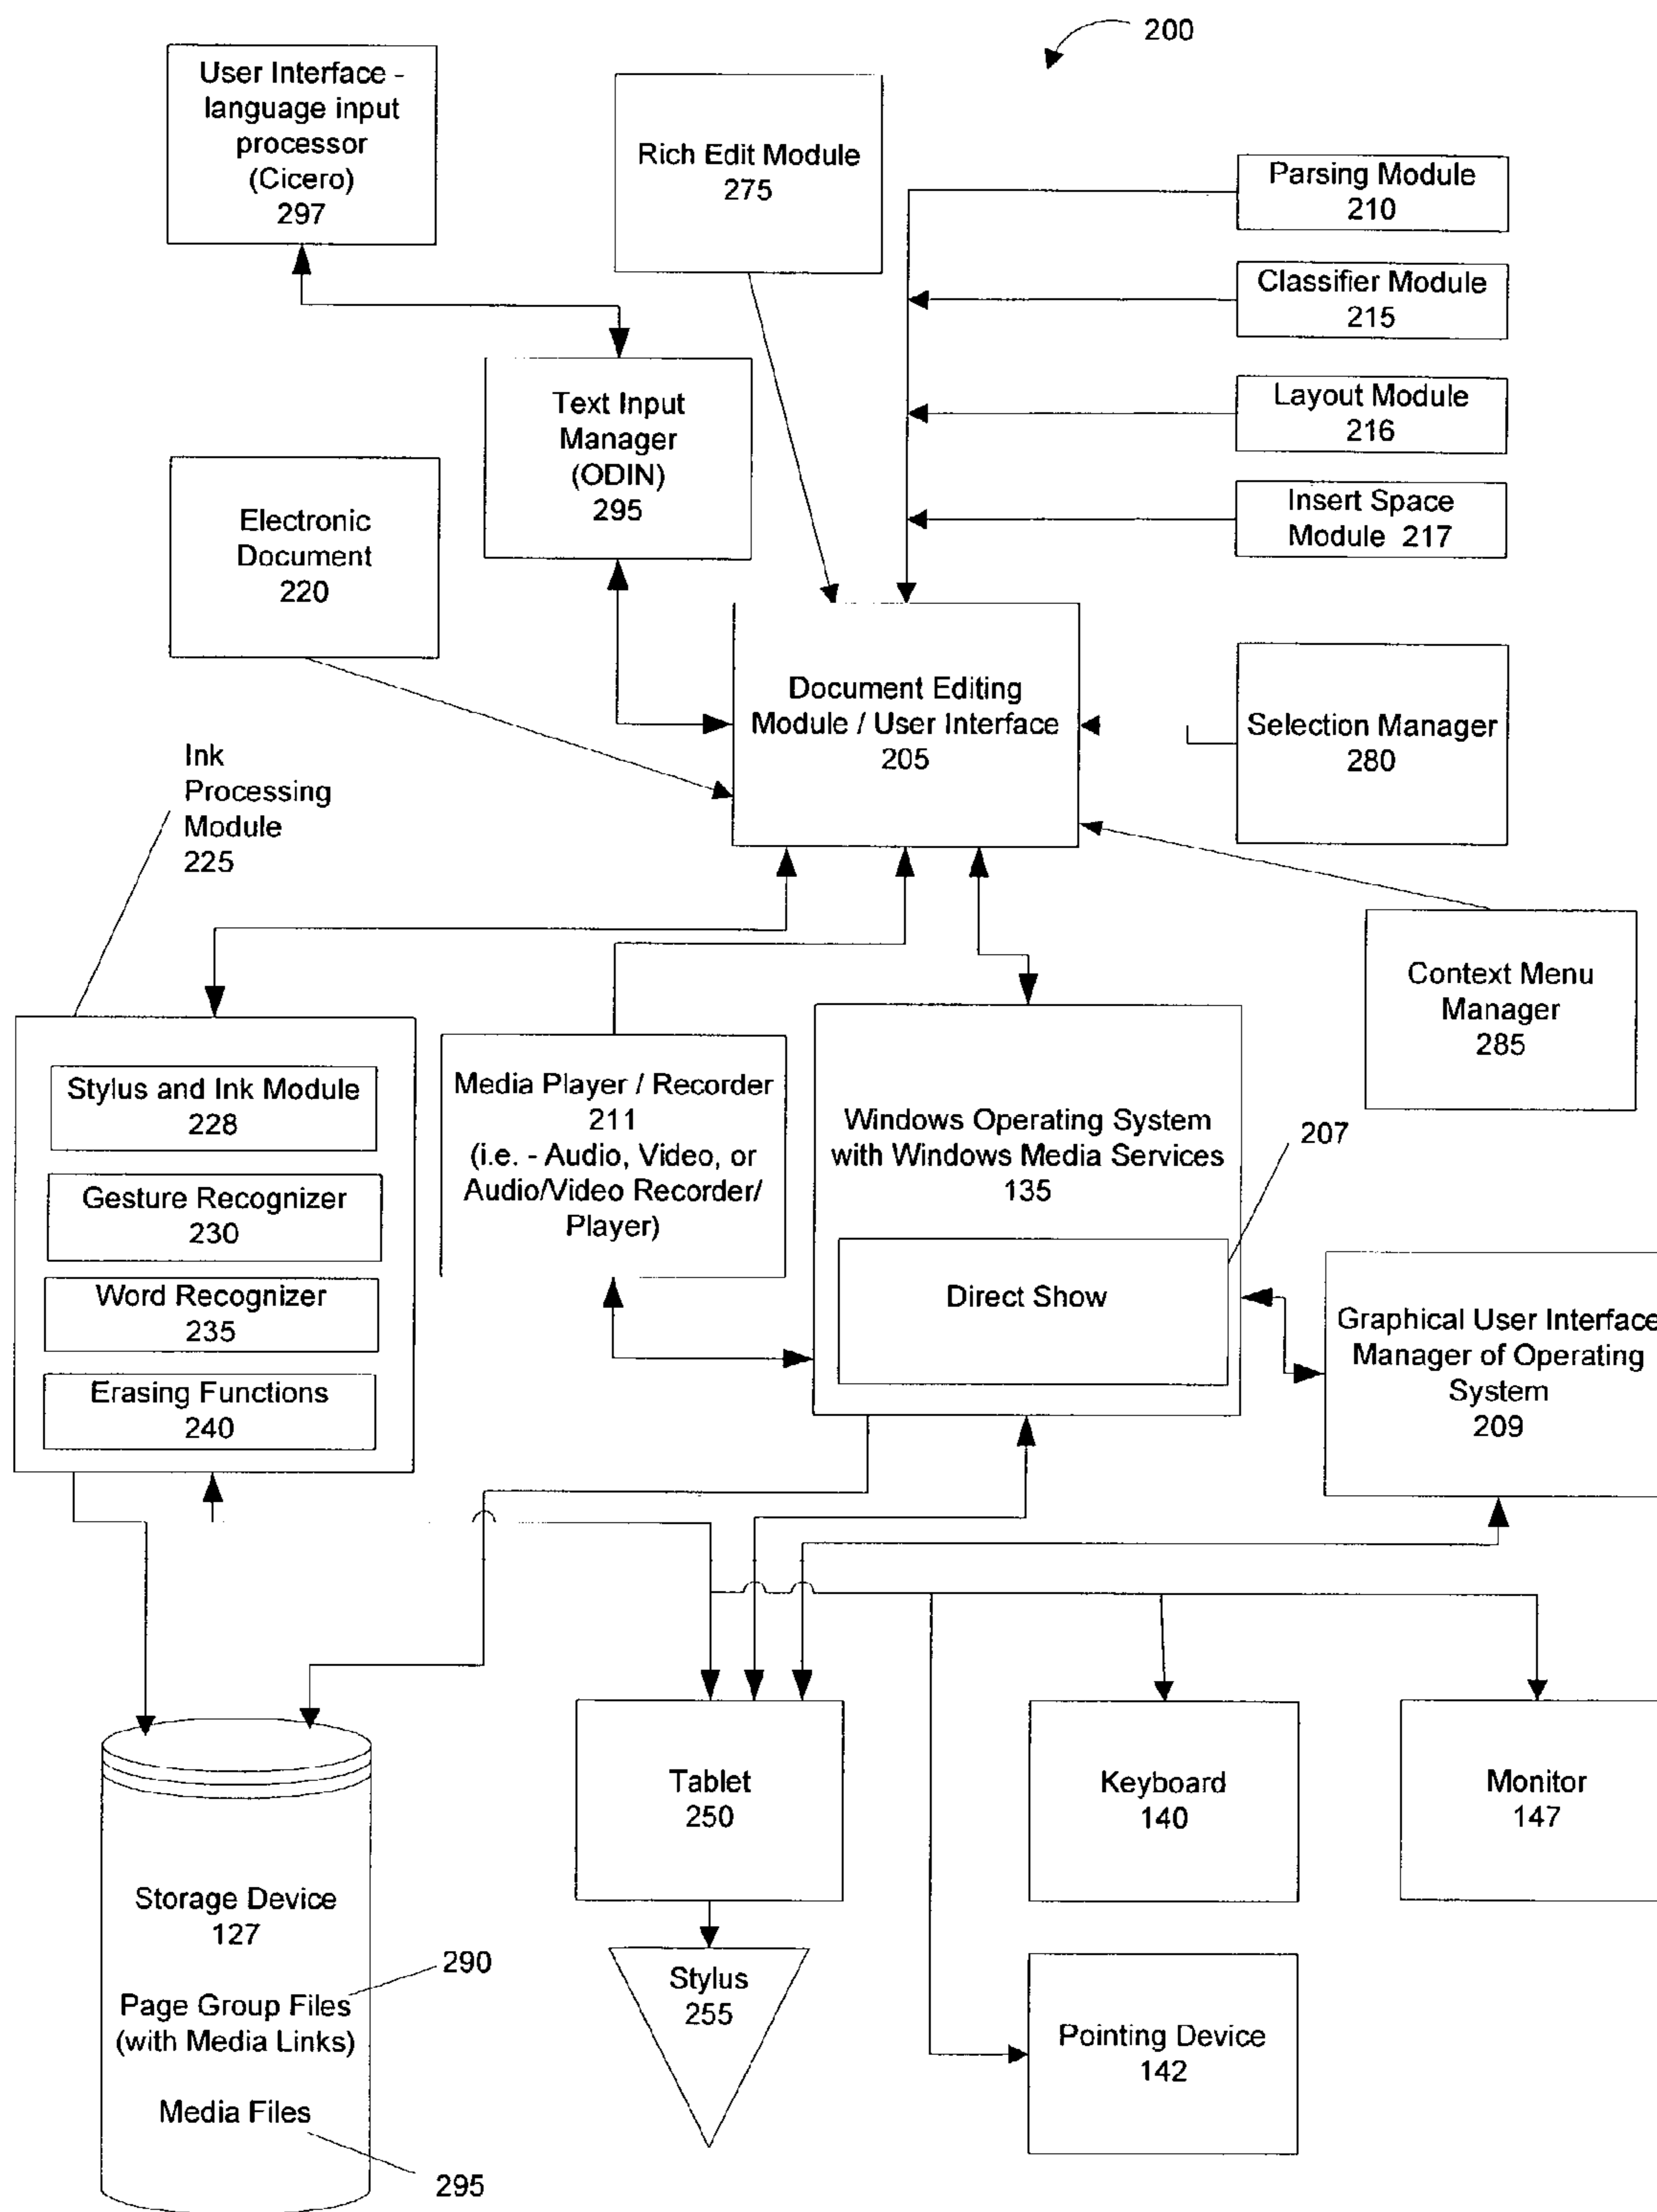 200
User Interface -
language input
processor
(Cicero)
297
Rich Edit Module
275
Parsing Module
210
Classifier Module
215
Layout Module
216
Insert Space
Module 217
Text Input
Manager
(ODIN)
295
Electronic
Document
220
Document Editing
Module / User Interface
205
Selection Manager
280
Ink
Processing
Module
225
Context Menu
Manager
285
Stylus and Ink Module
228
Gesture Recognizer
230
Word Recognizer
235
Erasing Functions
240
Media Player / Recorder
211
(i.e. - Audio, Video, or
Audio/Video Recorder/
Player)
Windows Operating System
with Windows Media Services
135
207
Direct Show
Graphical User Interface
Manager of Operating
System
209
Tablet
250
Keyboard
140
Monitor
147
Storage Device
127
290
Page Group Files
(with Media Links)
Media Files
295
Stylus
255
Pointing Device
142